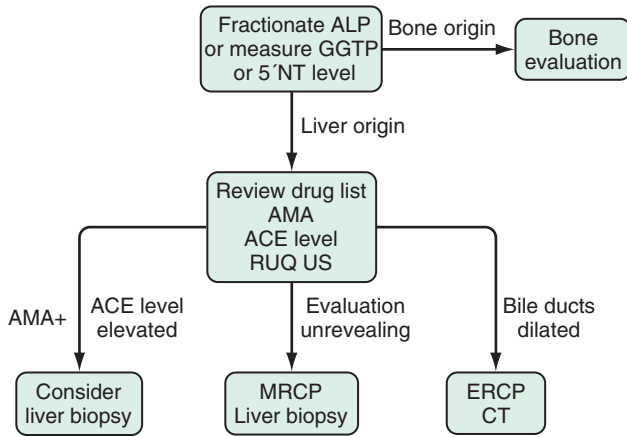 Fractionate ALP
or measure GGTP
or 5´NT level
Bone origin
Bone
evaluation
Liver origin
Review drug list
AMA
ACE level
RUQ US
AMA+
ACE level
elevated
Evaluation
unrevealing
Bile ducts
dilated
Consider
liver biopsy
MRCP
Liver biopsy
ERCP
CT